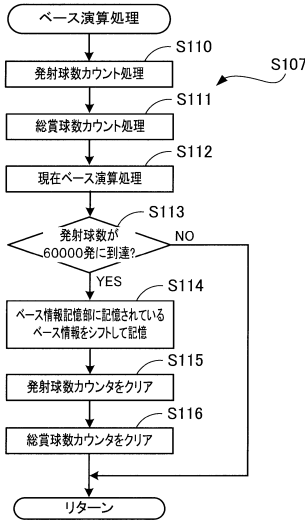 ベース演算処理
S107
S110
発射球数カウント処理
S111
総賞球数カウント処理
S112
現在ベース演算処理
S113
発射球数が
60000発に到達?
NO
YES
S114
ベース情報記憶部に記憶されている
ベース情報をシフトして記憶
S115
発射球数カウンタをクリア
S116
総賞球数カウンタをクリア
リターン